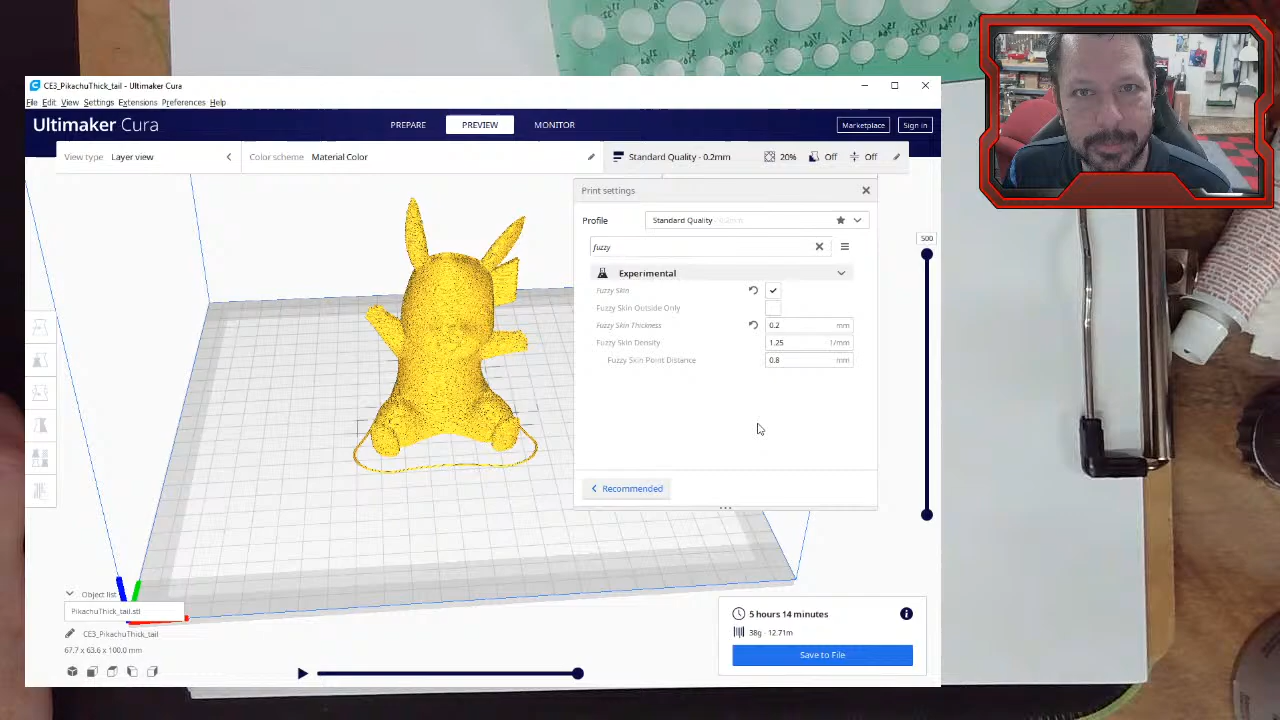 CE3_PikachuThick_tail - Ultimaker Cura
File Edit View Settings Extensions Preferences Help
Ultimaker Cura
PREPARE PREVIEW MONITOR
Marketplace Sign in
View type Layer view
Color scheme Material Color
Standard Quality - 0.2mm 20% Off Off
Print settings
Profile Standard Quality - 0.2mm
fuzzy
Experimental
Fuzzy Skin
Fuzzy Skin Outside Only
Fuzzy Skin Thickness 0.2 mm
Fuzzy Skin Density 1.25 1/mm
Fuzzy Skin Point Distance 0.8 mm
Recommended
500
Object list
PikachuThick_tail.stl
CE3_PikachuThick_tail
67.7 x 63.6 x 100.0 mm
5 hours 14 minutes
38g · 12.71m
Save to File